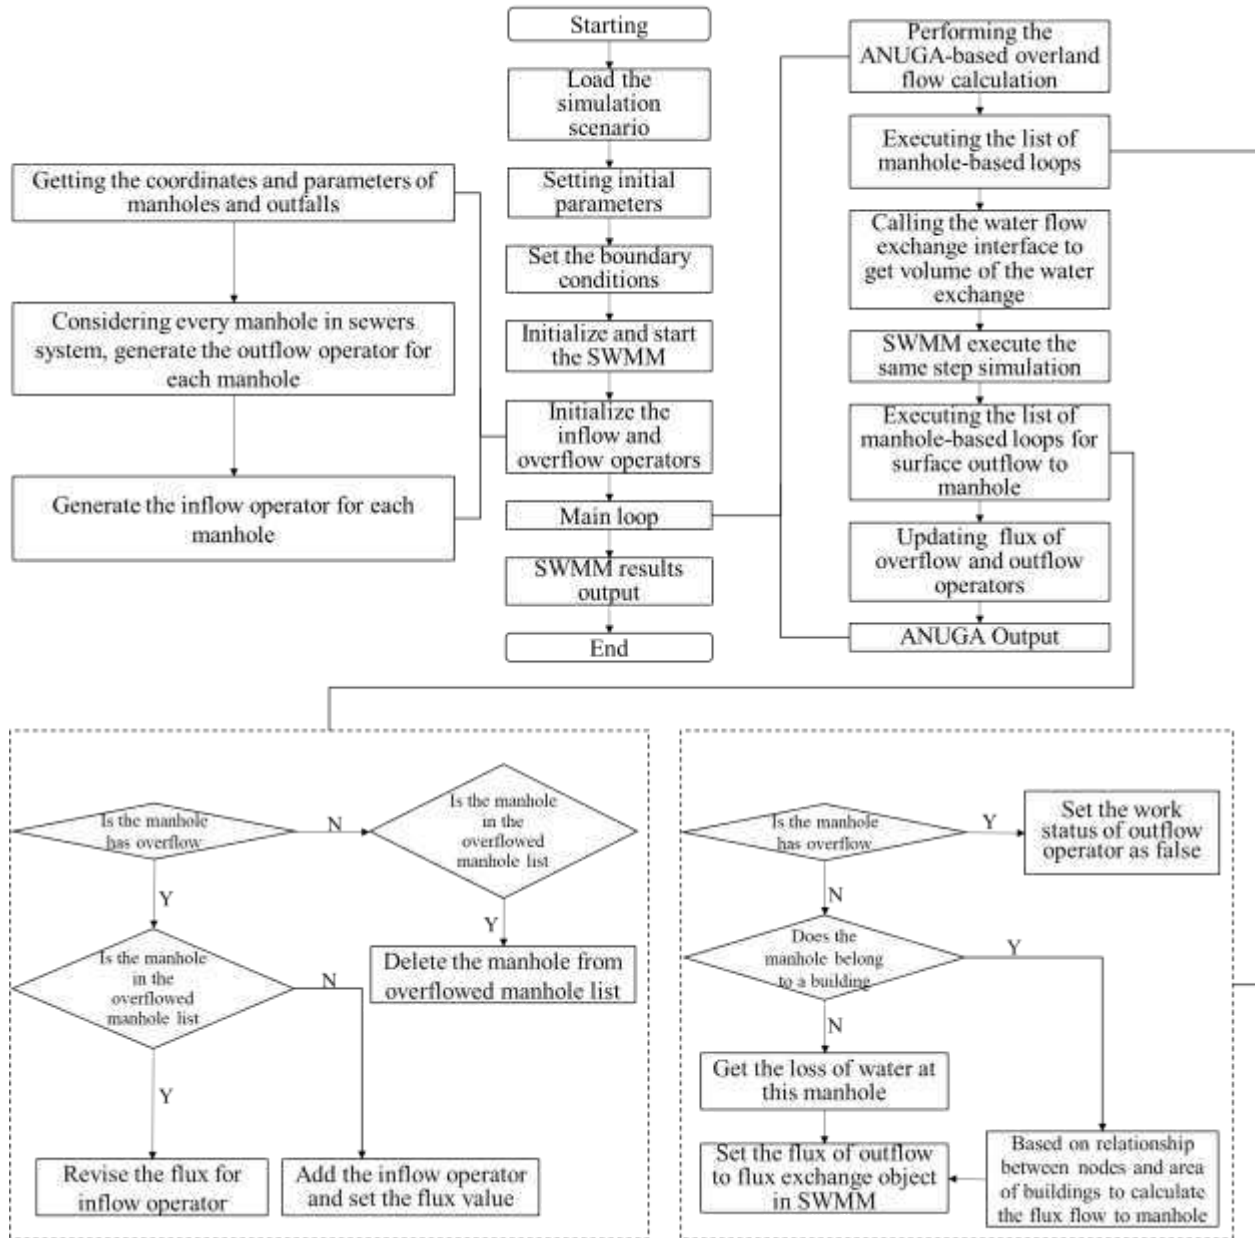 Starting
Load the
simulation
scenario
Setting initial
parameters
Set the boundary
conditions
Initialize and start
the SWMM
Initialize the
inflow and
overflow operators
Main loop
SWMM results
output
End
Getting the coordinates and parameters of
manholes and outfalls
Considering every manhole in sewers
system, generate the outflow operator for
each manhole
Generate the inflow operator for each
manhole
Performing the
ANUGA-based overland
flow calculation
Executing the list of
manhole-based loops
Calling the water flow
exchange interface to
get volume of the water
exchange
SWMM execute the
same step simulation
Executing the list of
manhole-based loops for
surface outflow to
manhole
Updating flux of
overflow and outflow
operators
ANUGA Output
Is the manhole
has overflow
N
Is the manhole
in the
overflowed
manhole list
Y
Y
Delete the manhole from
overflowed manhole list
Is the manhole
in the
overflowed
manhole list
N
Y
Revise the flux for
inflow operator
Add the inflow operator
and set the flux value
Is the manhole
has overflow
Y
Set the work
status of outflow
operator as false
N
Does the
manhole belong
to a building
Y
N
Get the loss of water at
this manhole
Set the flux of outflow
to flux exchange object
in SWMM
Based on relationship
between nodes and area
of buildings to calculate
the flux flow to manhole